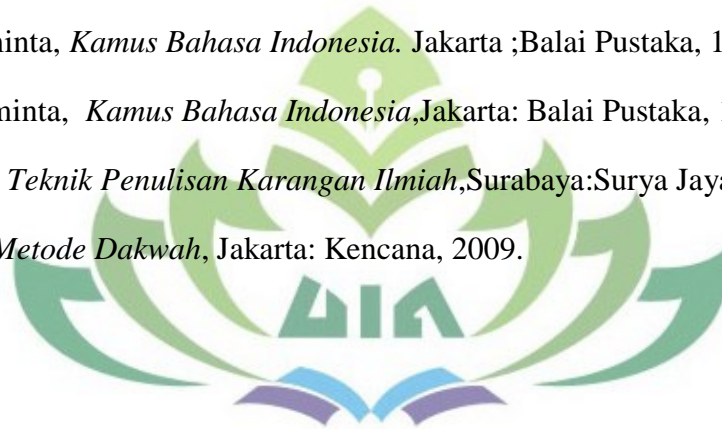 minta, Kamus Bahasa Indonesia. Jakarta ;Balai Pustaka, 1
minta, Kamus Bahasa Indonesia,Jakarta: Balai Pustaka, 1
Teknik Penulisan Karangan Ilmiah,Surabaya:Surya Jaya
Metode Dakwah, Jakarta: Kencana, 2009.
UIN